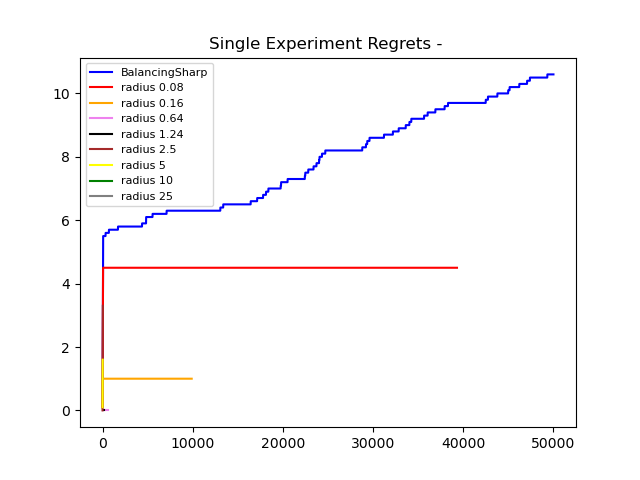 Single Experiment Regrets -
BalancingSharp
radius 0.08
radius 0.16
radius 0.64
radius 1.24
radius 2.5
radius 5
radius 10
radius 25
10
8
6
4
2
0
0 10000 20000 30000 40000 50000